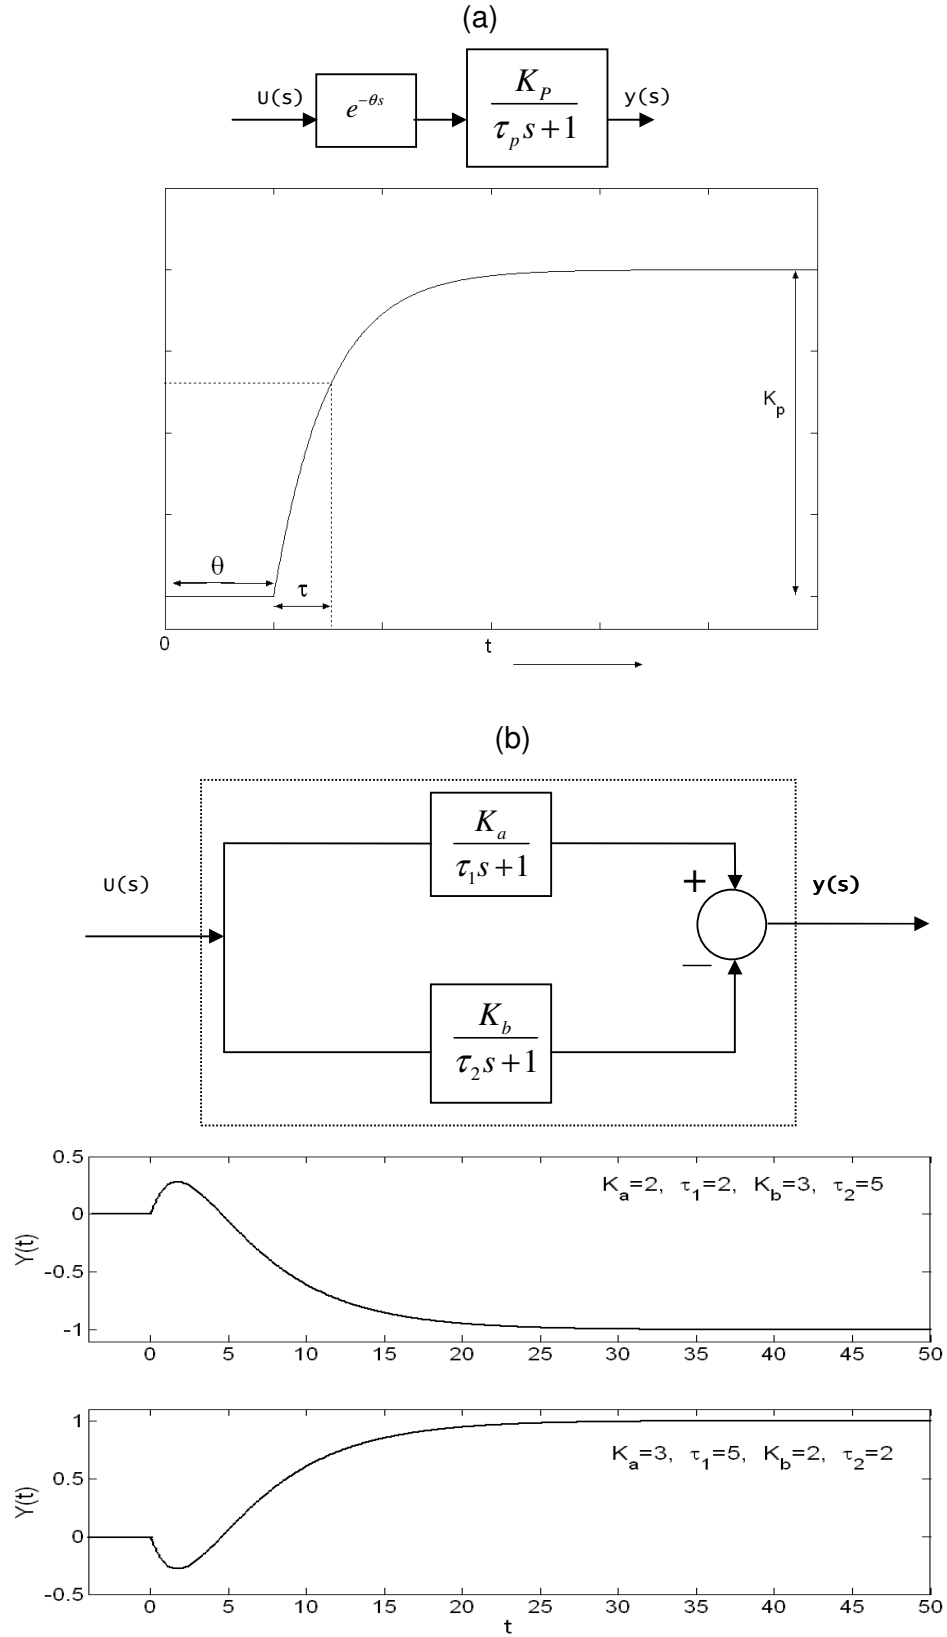 (a)
U(s)
e^{-θs}
K_P
τ_p s+1
y(s)
K_p
θ
τ
0
t
(b)
U(s)
K_a
τ_1 s+1
+
y(s)
—
K_b
τ_2 s+1
0.5
0
-0.5
-1
Y(t)
K_a=2, τ_1=2, K_b=3, τ_2=5
0 5 10 15 20 25 30 35 40 45 50
1
0.5
0
-0.5
Y(t)
K_a=3, τ_1=5, K_b=2, τ_2=2
0 5 10 15 20 25 30 35 40 45 50
t